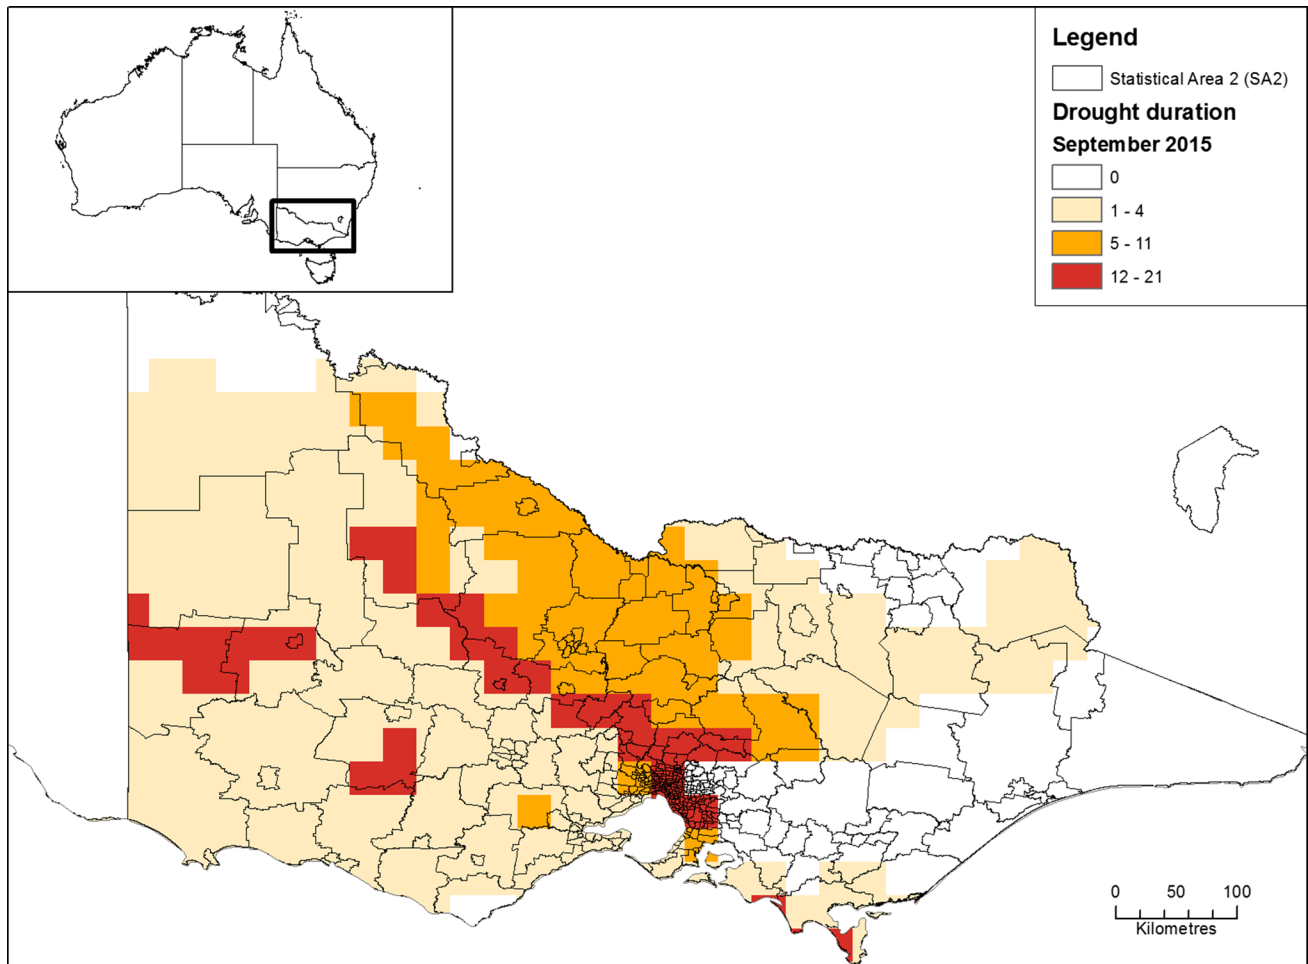 Legend
Statistical Area 2 (SA2)
Drought duration
September 2015
0
1 - 4
5 - 11
12 - 21
0 50 100
Kilometres